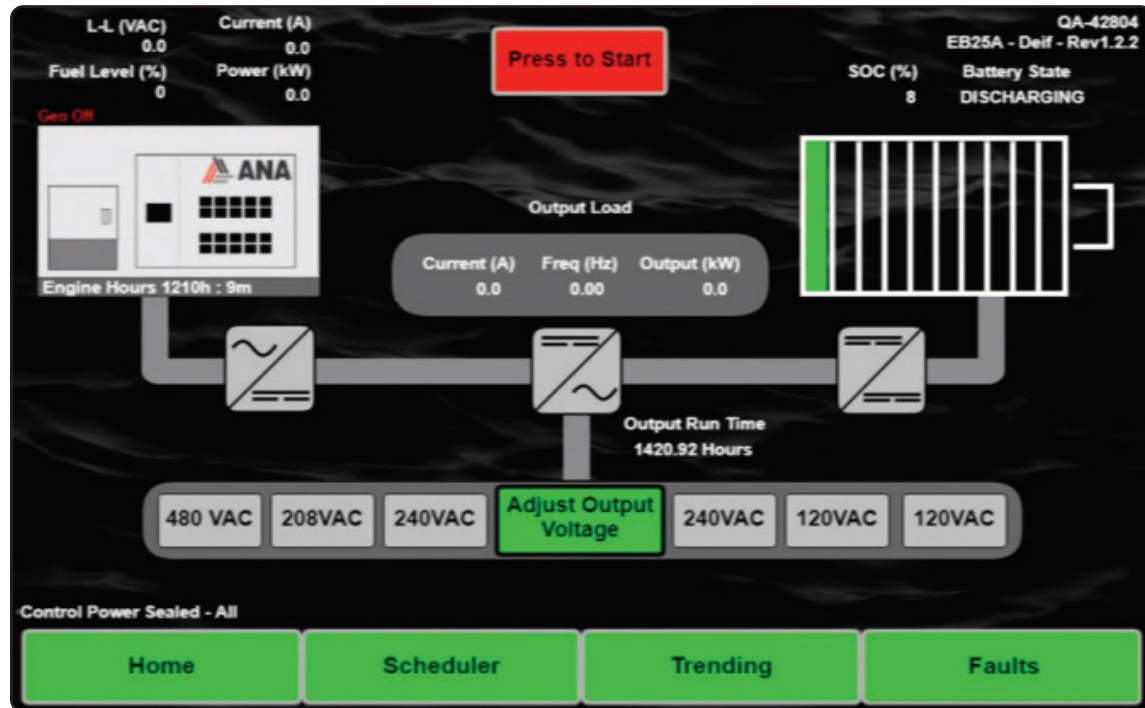 L-L (VAC)
0.0
Current (A)
0.0
Fuel Level (%)
0
Power (kW)
0.0
Gen Off
ANA
Engine Hours 1210h : 9m
Press to Start
QA-42804
EB25A - Deif - Rev1.2.2
SOC (%)
8
Battery State
DISCHARGING
Output Load
Current (A) Freq (Hz) Output (kW)
0.0 0.00 0.0
Output Run Time
1420.92 Hours
480 VAC
208VAC
240VAC
Adjust Output
Voltage
240VAC
120VAC
120VAC
Control Power Sealed - All
Home
Scheduler
Trending
Faults